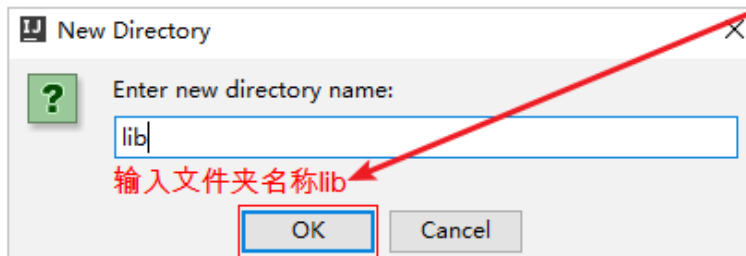 New Directory
Enter new directory name:
lib
输入文件夹名称lib
OK Cancel